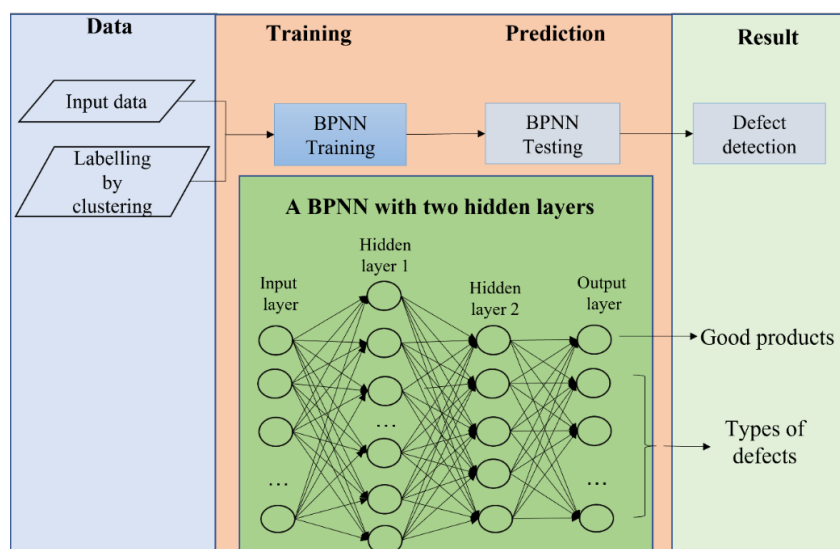 Data
Training
Prediction
Result
Input data
Labelling
by
clustering
BPNN
Training
BPNN
Testing
Defect
detection
A BPNN with two hidden layers
Input
layer
Hidden
layer 1
Hidden
layer 2
Output
layer
Good products
Types of
defects
...
...
...